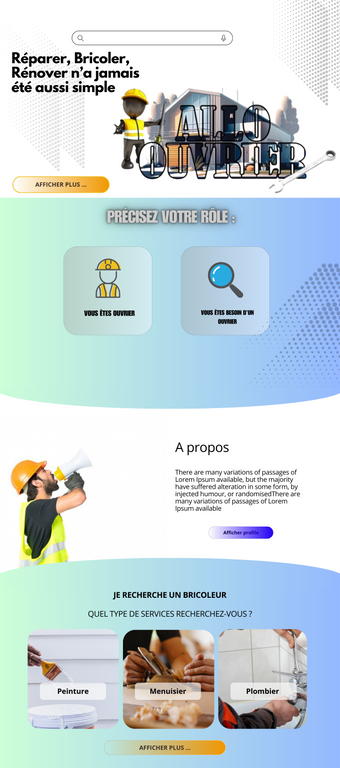 Réparer, Bricoler,
Rénover n'a jamais
été aussi simple
ALLO
OUVRIER
AFFICHER PLUS ...
PRÉCISEZ VOTRE RÔLE :
VOUS ÊTES OUVRIER
VOUS ÊTES BESOIN D'UN
OUVRIER
A propos
There are many variations of passages of
Lorem Ipsum available, but the majority
have suffered alteration in some form, by
injected humour, or randomisedThere are
many variations of passages of Lorem
Ipsum available
Afficher profile
JE RECHERCHE UN BRICOLEUR
QUEL TYPE DE SERVICES RECHERCHEZ-VOUS ?
Peinture
Menuisier
Plombier
AFFICHER PLUS ...